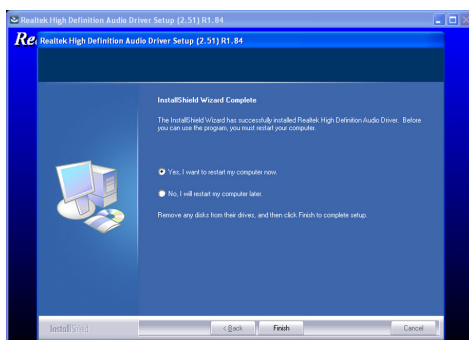 Realtek High Definition Audio Driver Setup (2.51) R1.84
Re
Realtek High Definition Audio Driver Setup (2.51) R1.84
InstallShield Wizard Complete
The InstallShield Wizard has successfully installed Realtek High Definition Audio Driver. Before
you can use the program, you must restart your computer.
Yes, I want to restart my computer now.
No, I will restart my computer later.
Remove any disks from their drives, and then click Finish to complete setup.
InstallShield
< Back
Finish
Cancel